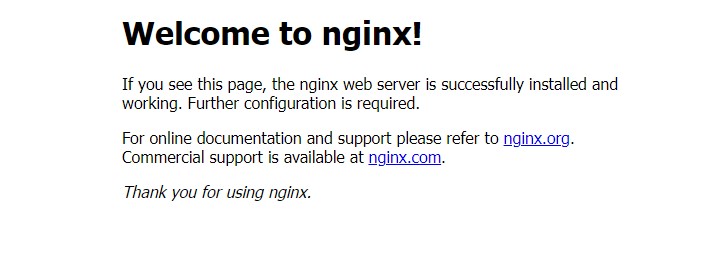 Welcome to nginx!
If you see this page, the nginx web server is successfully installed and
working. Further configuration is required.
For online documentation and support please refer to nginx.org.
Commercial support is available at nginx.com.
Thank you for using nginx.